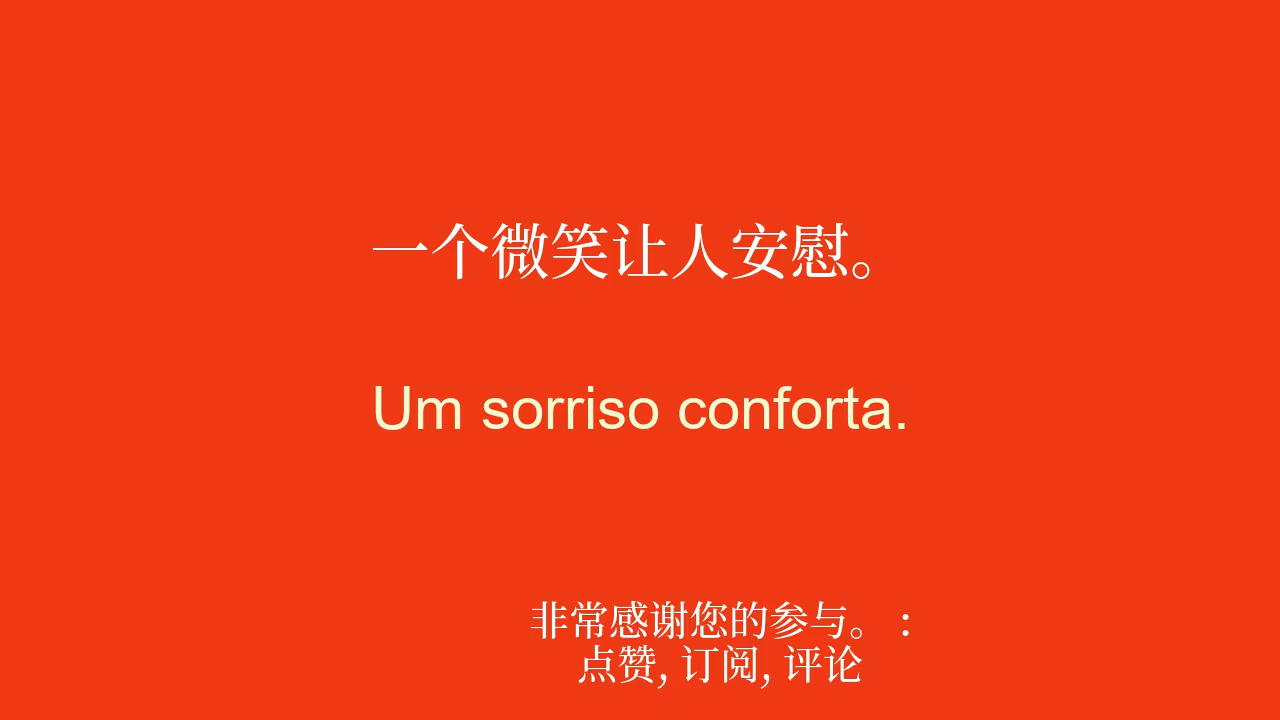 一个微笑让人安慰。
Um sorriso conforta.
非常感谢您的参与。 :
点赞, 订阅, 评论